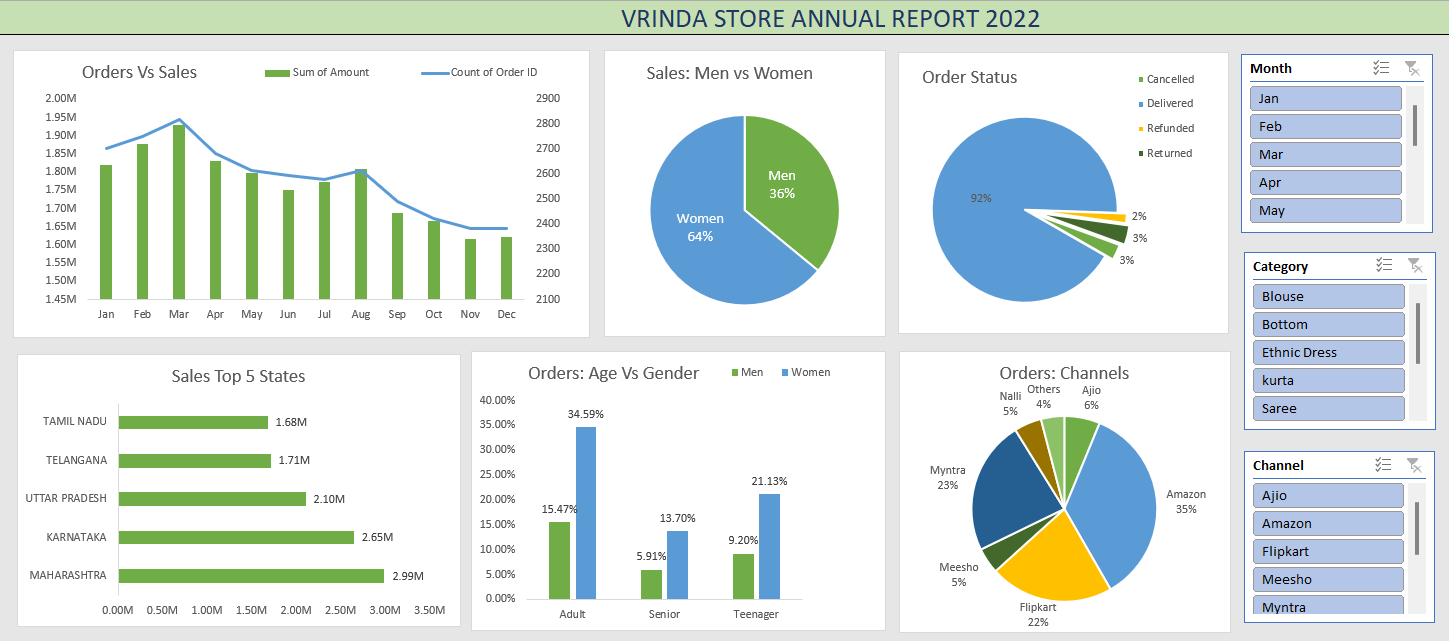 VRINDA STORE ANNUAL REPORT 2022
Orders Vs Sales
Sum of Amount
Count of Order ID
2.00M
1.95M
1.90M
1.85M
1.80M
1.75M
1.70M
1.65M
1.60M
1.55M
1.50M
1.45M
2900
2800
2700
2600
2500
2400
2300
2200
2100
Jan Feb Mar Apr May Jun Jul Aug Sep Oct Nov Dec
Sales: Men vs Women
Men
36%
Women
64%
Order Status
Cancelled
Delivered
Refunded
Returned
92%
2%
3%
3%
Month
Jan
Feb
Mar
Apr
May
Category
Blouse
Bottom
Ethnic Dress
kurta
Saree
Channel
Ajio
Amazon
Flipkart
Meesho
Myntra
Sales Top 5 States
TAMIL NADU 1.68M
TELANGANA 1.71M
UTTAR PRADESH 2.10M
KARNATAKA 2.65M
MAHARASHTRA 2.99M
0.00M 0.50M 1.00M 1.50M 2.00M 2.50M 3.00M 3.50M
Orders: Age Vs Gender
Men
Women
40.00%
35.00%
30.00%
25.00%
20.00%
15.00%
10.00%
5.00%
0.00%
15.47%
34.59%
5.91%
13.70%
9.20%
21.13%
Adult Senior Teenager
Orders: Channels
Ajio
6%
Amazon
35%
Flipkart
22%
Meesho
5%
Myntra
23%
Nalli
5%
Others
4%